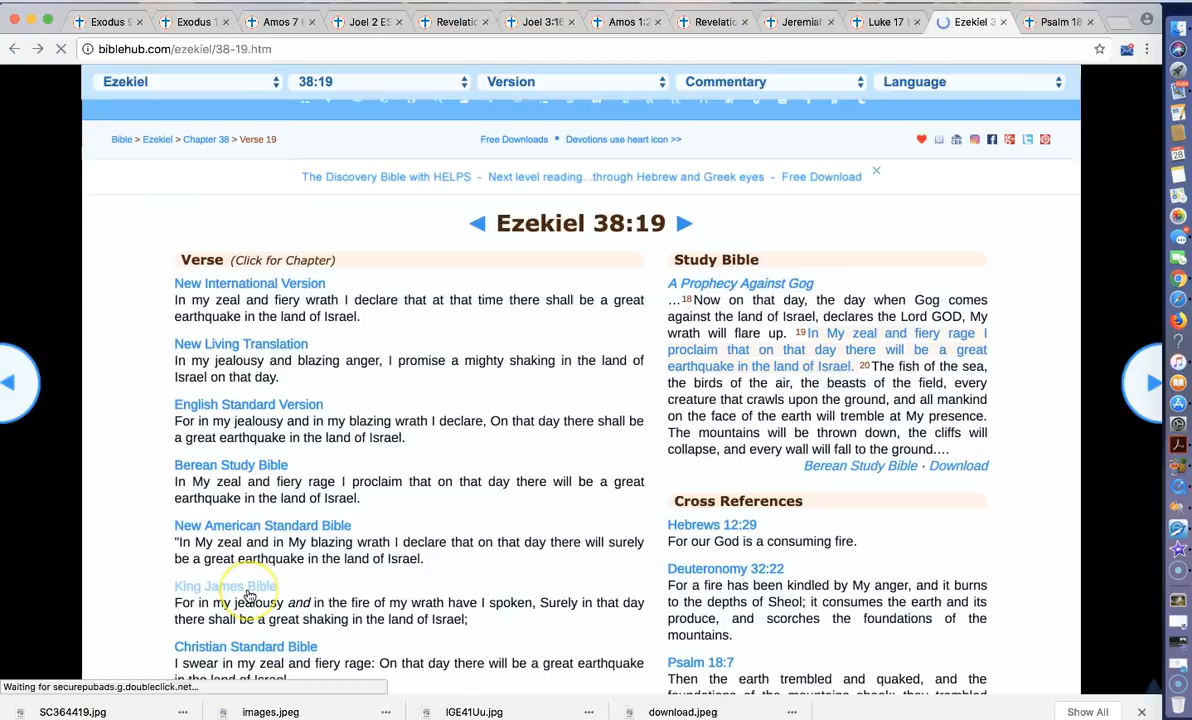 Exodus 9
Exodus 1
Amos 7
Joel 2 ES
Revelatic
Joel 3:16
Amos 1:2
Revelatic
Jeremiah
Luke 17
Ezekiel 3
Psalm 18
biblehub.com/ezekiel/38-19.htm
Ezekiel
38:19
Version
Commentary
Language
Bible > Ezekiel > Chapter 38 > Verse 19
Free Downloads • Devotions use heart icon >>
The Discovery Bible with HELPS - Next level reading...through Hebrew and Greek eyes - Free Download
Ezekiel 38:19
Verse (Click for Chapter)
New International Version
In my zeal and fiery wrath I declare that at that time there shall be a great
earthquake in the land of Israel.
New Living Translation
In my jealousy and blazing anger, I promise a mighty shaking in the land of
Israel on that day.
English Standard Version
For in my jealousy and in my blazing wrath I declare, On that day there shall be
a great earthquake in the land of Israel.
Berean Study Bible
In My zeal and fiery rage I proclaim that on that day there will be a great
earthquake in the land of Israel.
New American Standard Bible
"In My zeal and in My blazing wrath I declare that on that day there will surely
be a great earthquake in the land of Israel.
King James Bible
For in my jealousy and in the fire of my wrath have I spoken, Surely in that day
there shall be a great shaking in the land of Israel;
Christian Standard Bible
I swear in my zeal and fiery rage: On that day there will be a great earthquake
in the land of Israel
Study Bible
A Prophecy Against Gog
…18Now on that day, the day when Gog comes
against the land of Israel, declares the Lord GOD, My
wrath will flare up. 19In My zeal and fiery rage I
proclaim that on that day there will be a great
earthquake in the land of Israel. 20The fish of the sea,
the birds of the air, the beasts of the field, every
creature that crawls upon the ground, and all mankind
on the face of the earth will tremble at My presence.
The mountains will be thrown down, the cliffs will
collapse, and every wall will fall to the ground.…
Berean Study Bible · Download
Cross References
Hebrews 12:29
For our God is a consuming fire.
Deuteronomy 32:22
For a fire has been kindled by My anger, and it burns
to the depths of Sheol; it consumes the earth and its
produce, and scorches the foundations of the
mountains.
Psalm 18:7
Then the earth trembled and quaked, and the
foundations of the mountains shook; they trembled
Waiting for securepubads.g.doubleclick.net...
SC364419.jpg
images.jpeg
IGE41Uu.jpg
download.jpeg
Show All